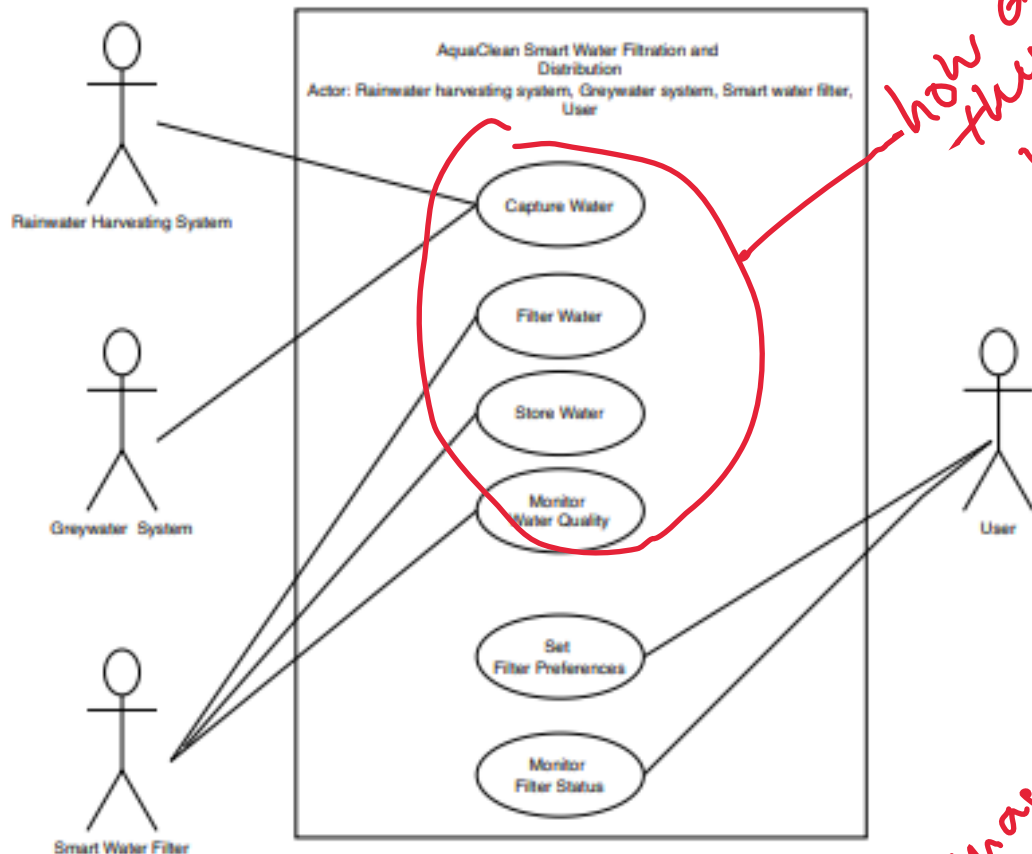 AquaClean Smart Water Filtration and
Distribution
Actor: Rainwater harvesting system, Greywater system, Smart water filter,
User
how
Capture Water
Rainwater Harvesting System
Filter Water
Store Water
Monitor
Water Quality
Greywater System
User
Set
Filter Preferences
Monitor
Filter Status
Smart Water Filter